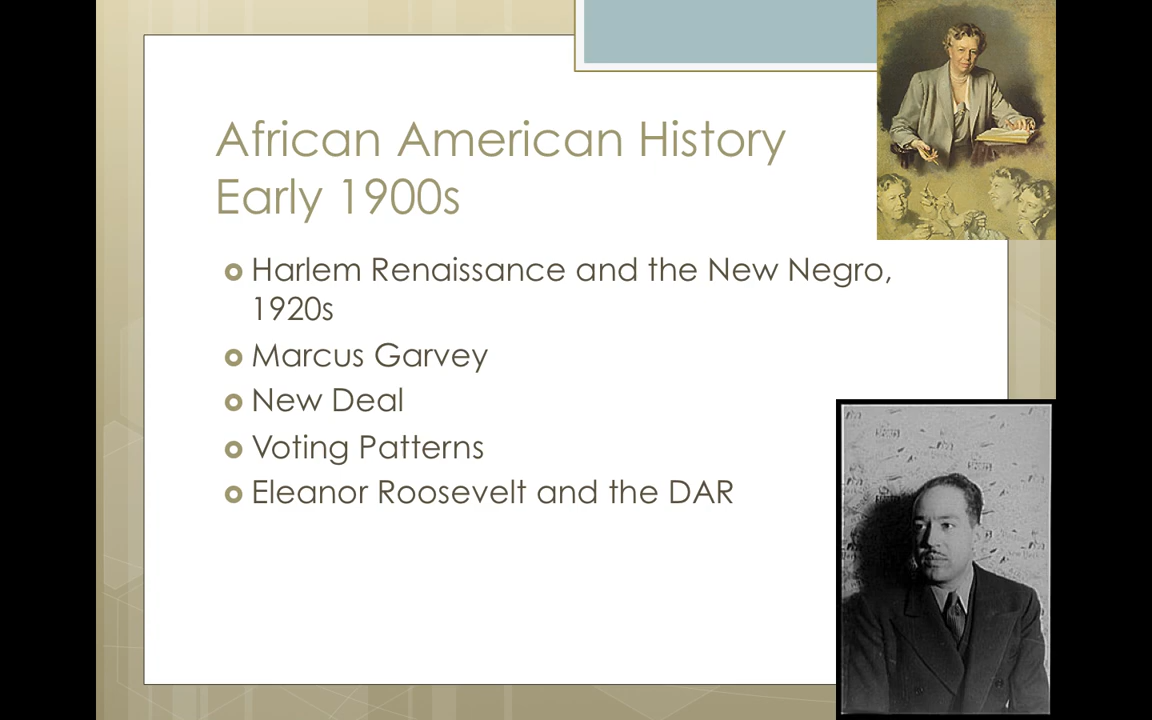 African American History
Early 1900s
Harlem Renaissance and the New Negro,
1920s
Marcus Garvey
New Deal
Voting Patterns
Eleanor Roosevelt and the DAR